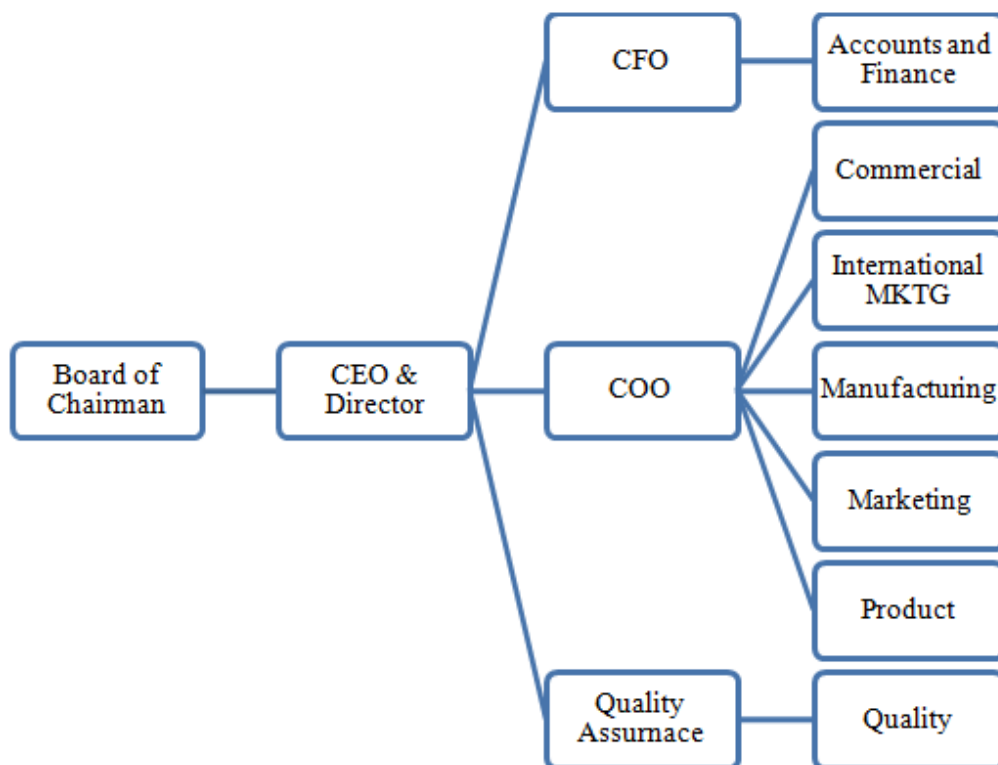 Board of
Chairman
CEO &
Director
CFO
COO
Quality
Assurnace
Accounts and
Finance
Commercial
International
MKTG
Manufacturing
Marketing
Product
Quality